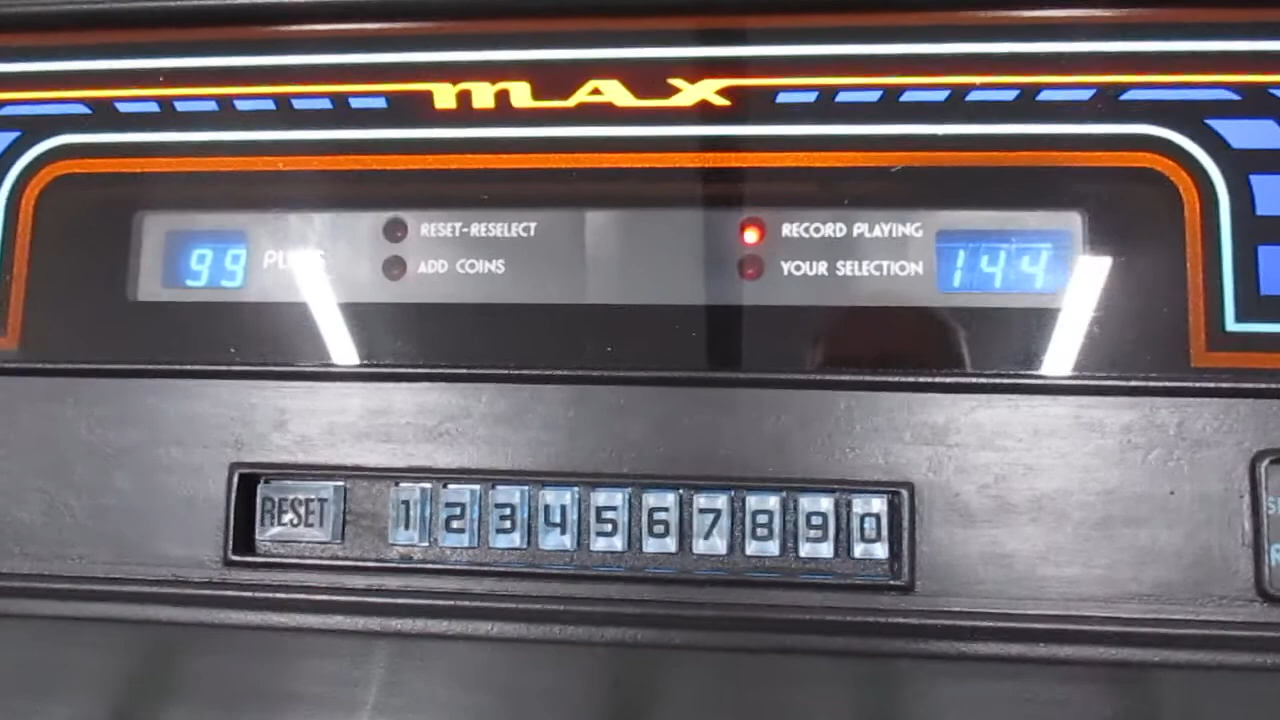 MAX
99 PLAYS
RESET-RESELECT
ADD COINS
RECORD PLAYING
YOUR SELECTION
144
RESET 1 2 3 4 5 6 7 8 9 0